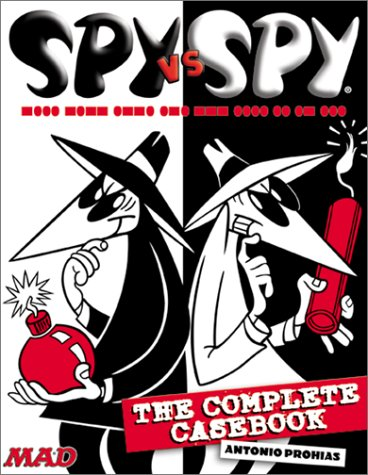 SPY vs SPY®
THE COMPLETE
CASEBOOK
ANTONIO PROHIAS
MAD